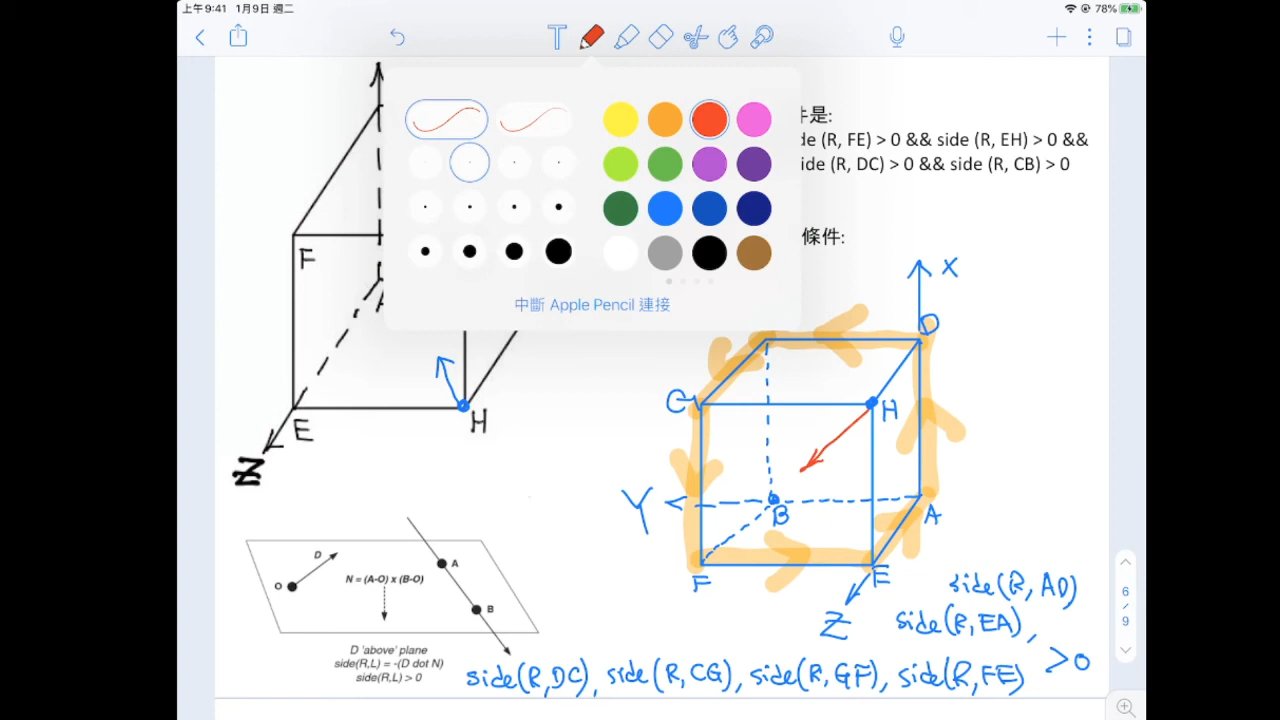 上午9:41 1月9日 週二
78%
T
件是:
de (R, FE) > 0 && side (R, EH) > 0 &&
ide (R, DC) > 0 && side (R, CB) > 0
條件:
中斷 Apple Pencil 連接
F
E
H
Z
X
D
C
H
Y
B
A
F
E
Z
6
/
9
O
D
N = (A-O) x (B-O)
A
B
D 'above' plane
side(R,L) = -(D dot N)
side(R,L) > 0
side(R, AD)
side(R,EA),
side(R,DC), side(R,CG), side(R,GF), side(R,FE) >0